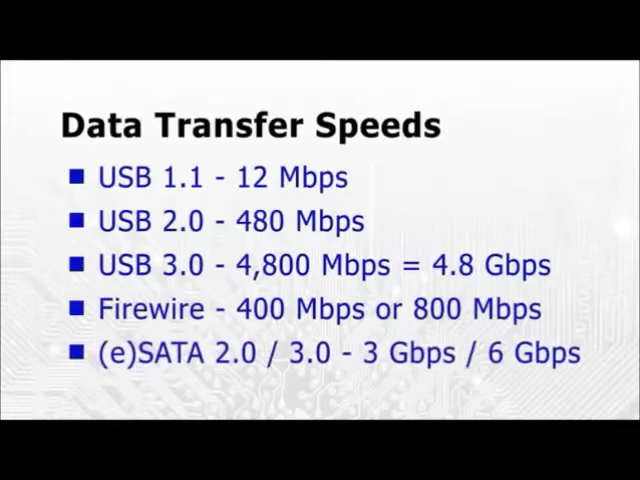 Data Transfer Speeds
USB 1.1 - 12 Mbps
USB 2.0 - 480 Mbps
USB 3.0 - 4,800 Mbps = 4.8 Gbps
Firewire - 400 Mbps or 800 Mbps
(e)SATA 2.0 / 3.0 - 3 Gbps / 6 Gbps